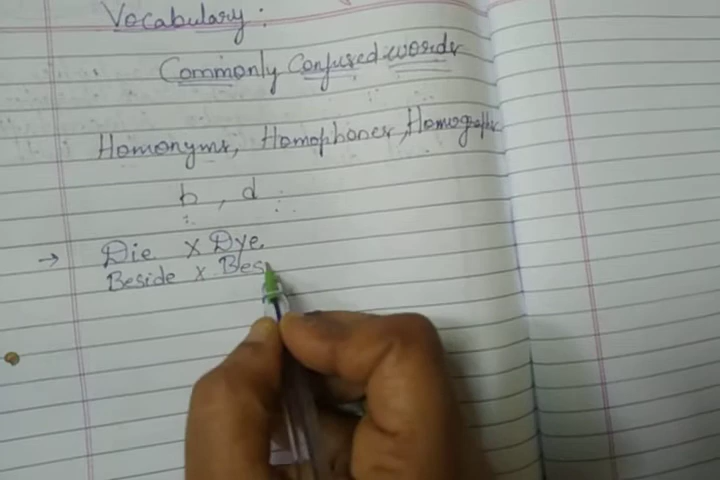 Vocabulary :
Commonly Confused words
Homonyms, Homophones, Homographs
b , d
→ Die x Dye
Beside x Bes